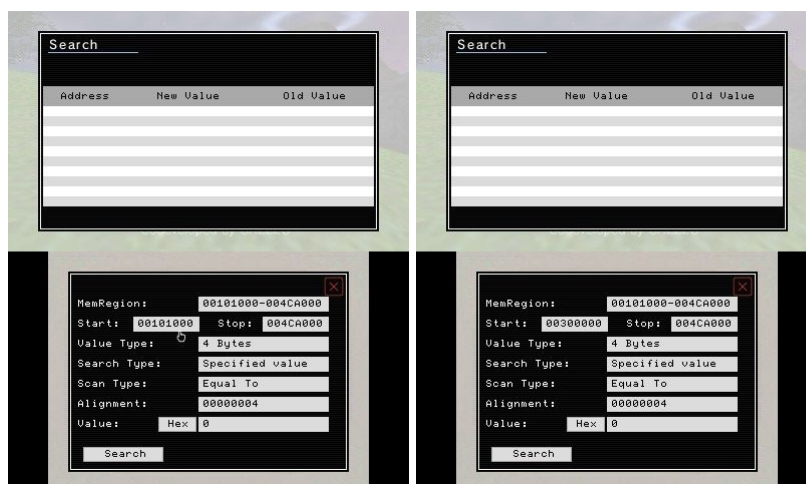 Search
Address New Value Old Value
MemRegion: 00101000-004CA000
Start: 00101000 Stop: 004CA000
Value Type: 4 Bytes
Search Type: Specified value
Scan Type: Equal To
Alignment: 00000004
Value: Hex 0
Search
Search
Address New Value Old Value
MemRegion: 00101000-004CA000
Start: 00300000 Stop: 004CA000
Value Type: 4 Bytes
Search Type: Specified value
Scan Type: Equal To
Alignment: 00000004
Value: Hex 0
Search